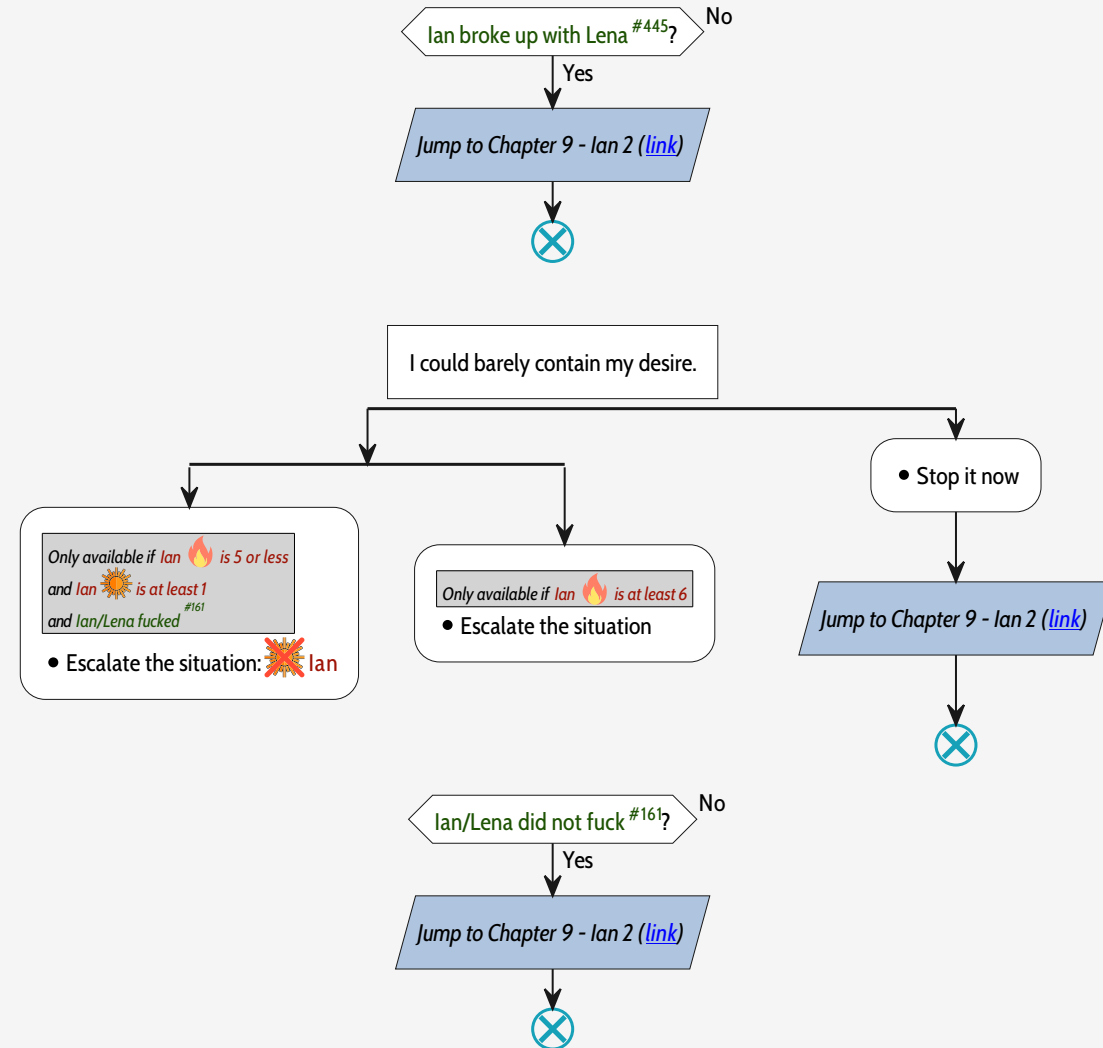 Ian broke up with Lena #445?
No
Yes
Jump to Chapter 9 - Ian 2 (link)
I could barely contain my desire.
Only available if Ian is 5 or less
and Ian is at least 1
and Ian/Lena fucked #161
• Escalate the situation: Ian
Only available if Ian is at least 6
• Escalate the situation
• Stop it now
Jump to Chapter 9 - Ian 2 (link)
Ian/Lena did not fuck #161?
No
Yes
Jump to Chapter 9 - Ian 2 (link)